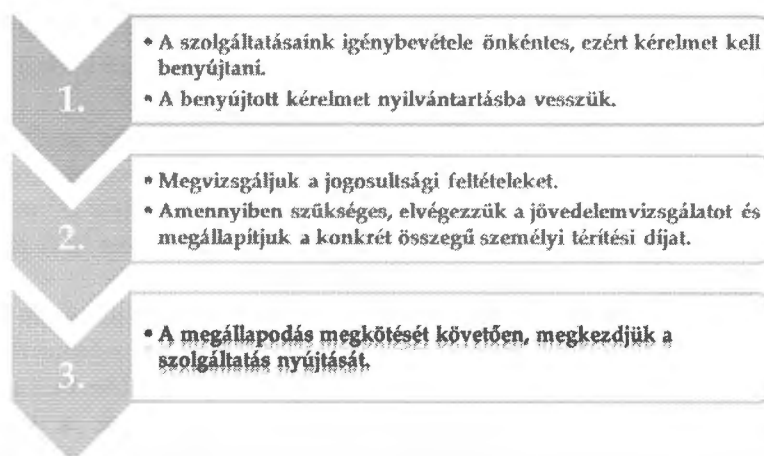 1.
• A szolgáltatásaink igénybevétele önkéntes, ezért kérelmet kell
benyújtani.
• A benyújtott kérelmet nyilvántartásba vesszük.
2.
• Megvizsgáljuk a jogosultsági feltételeket.
• Amennyiben szükséges, elvégezzük a jövedelemvizsgálatot és
megállapítjuk a konkrét összegű személyi térítési díjat.
3.
• A megállapodás megkötését követően, megkezdjük a
szolgáltatás nyújtását.